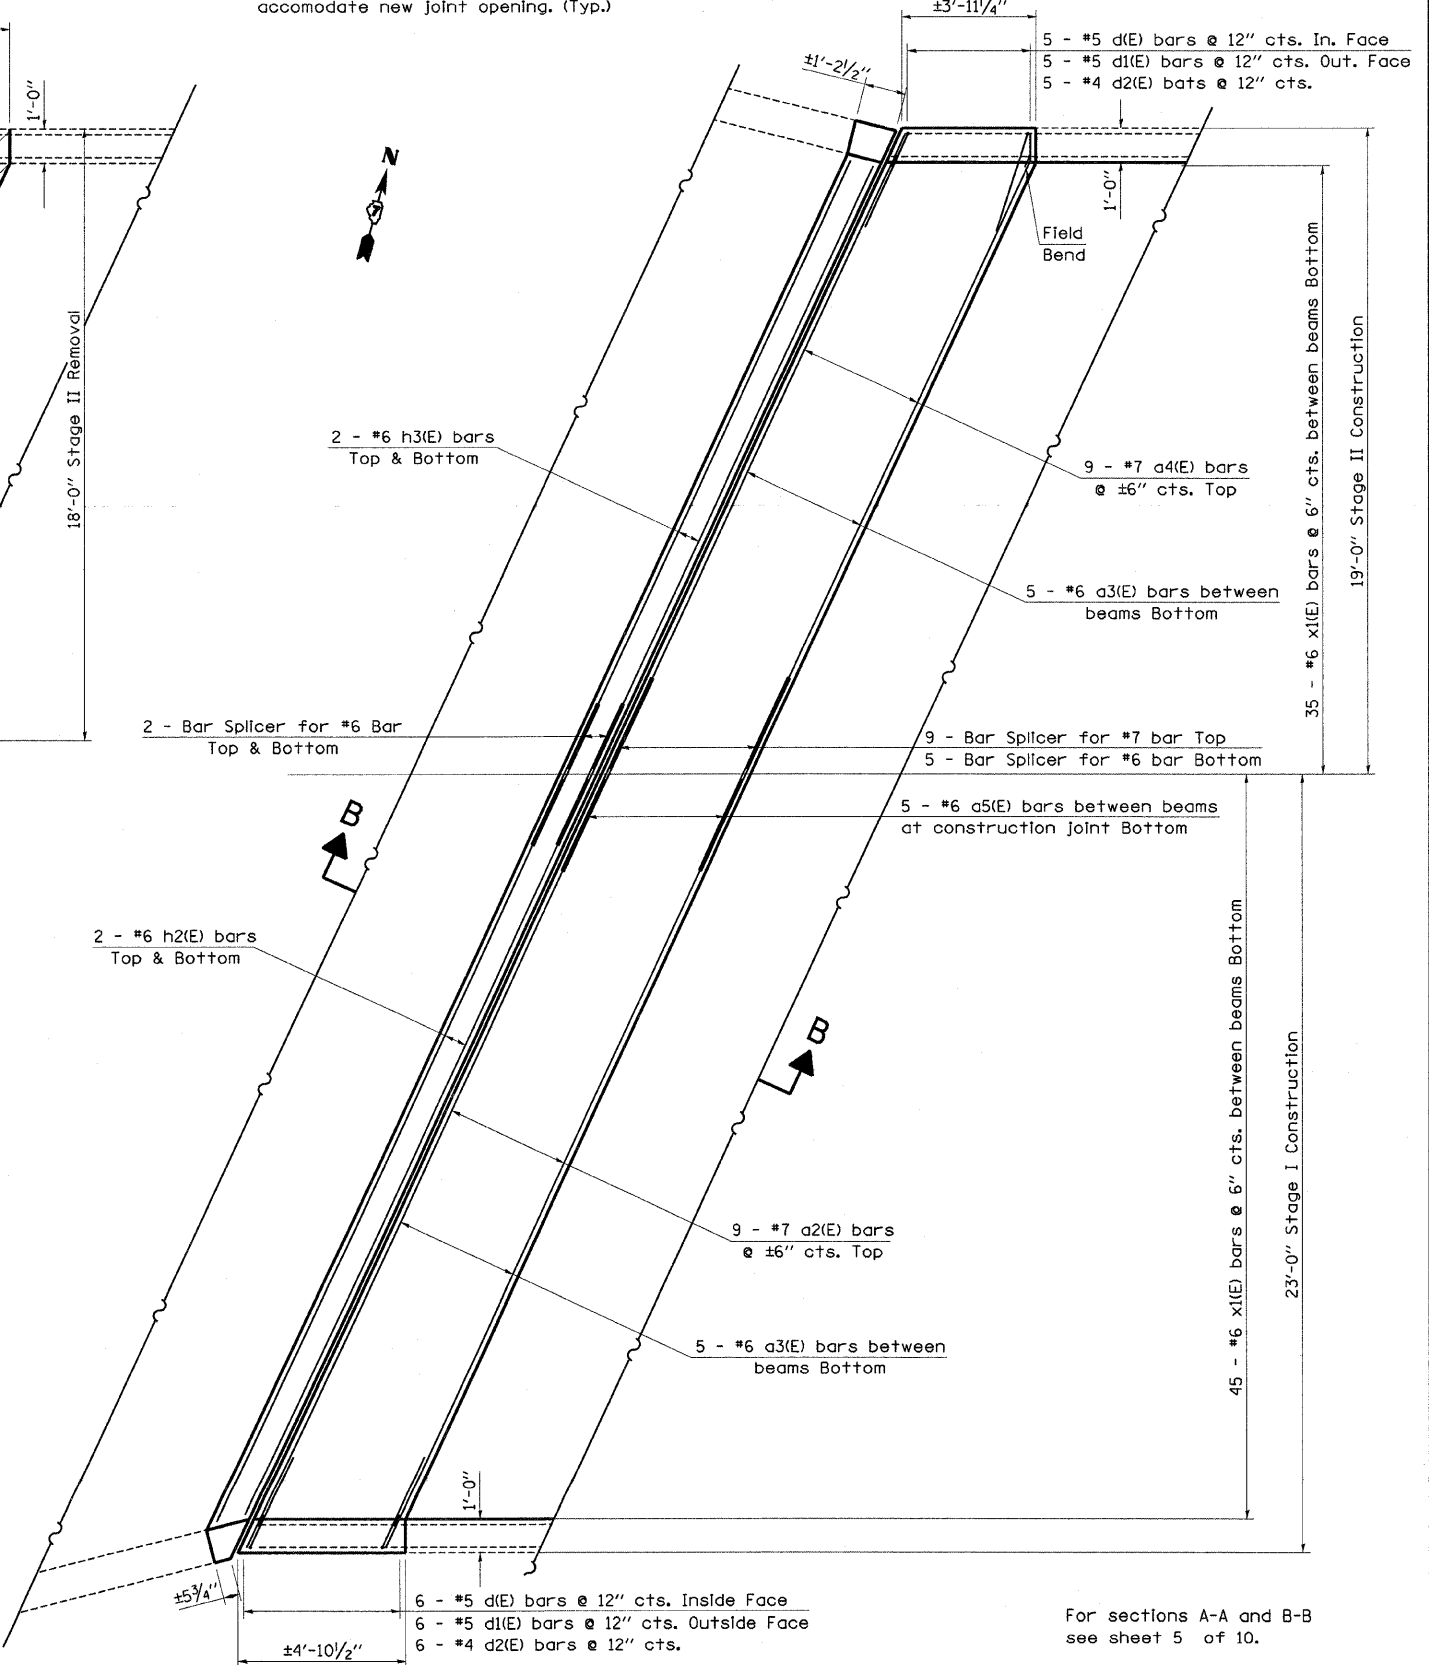 accomodate new joint opening. (Typ.)
±3'-11 1/4"
5 - #5 d(E) bars @ 12" cts. In. Face
5 - #5 d1(E) bars @ 12" cts. Out. Face
5 - #4 d2(E) bats @ 12" cts.
±1'-2 1/2"
1'-0"
N
1'-0"
Field
Bend
18'-0" Stage II Removal
35 - #6 x1(E) bars @ 6" cts. between beams Bottom
19'-0" Stage II Construction
2 - #6 h3(E) bars
Top & Bottom
9 - #7 a4(E) bars
@ ±6" cts. Top
5 - #6 a3(E) bars between
beams Bottom
2 - Bar Splicer for #6 Bar
Top & Bottom
9 - Bar Splicer for #7 bar Top
5 - Bar Splicer for #6 bar Bottom
5 - #6 a5(E) bars between beams
at construction joint Bottom
B
2 - #6 h2(E) bars
Top & Bottom
B
45 - #6 x1(E) bars @ 6" cts. between beams Bottom
23'-0" Stage I Construction
9 - #7 a2(E) bars
@ ±6" cts. Top
5 - #6 a3(E) bars between
beams Bottom
1'-0"
±5 3/4"
6 - #5 d(E) bars @ 12" cts. Inside Face
6 - #5 d1(E) bars @ 12" cts. Outside Face
6 - #4 d2(E) bars @ 12" cts.
±4'-10 1/2"
For sections A-A and B-B
see sheet 5 of 10.